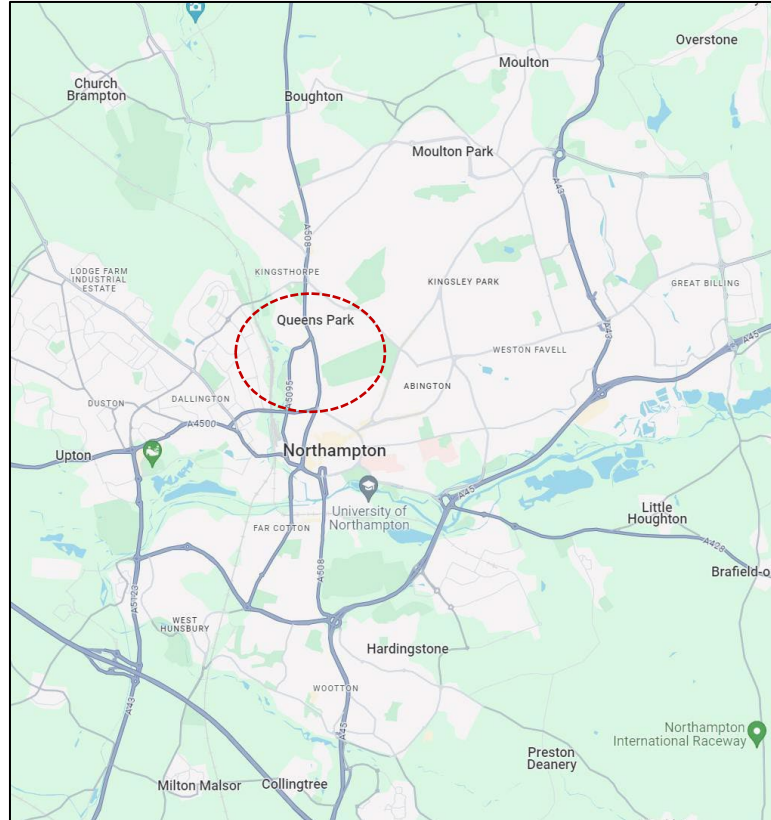 Overstone
Moulton
Church
Brampton
Boughton
Moulton Park
A43
A508
LODGE FARM
INDUSTRIAL
ESTATE
KINGSTHORPE
KINGSLEY PARK
GREAT BILLING
Queens Park
A43
A45
WESTON FAVELL
ABINGTON
A5095
DALLINGTON
DUSTON
A4500
Upton
Northampton
A45
University of
Northampton
Little
Houghton
FAR COTTON
A428
A508
Brafield-o
A5123
WEST
HUNSBURY
Hardingstone
WOOTTON
A43
A45
Northampton
International Raceway
Preston
Deanery
Milton Malsor
Collingtree